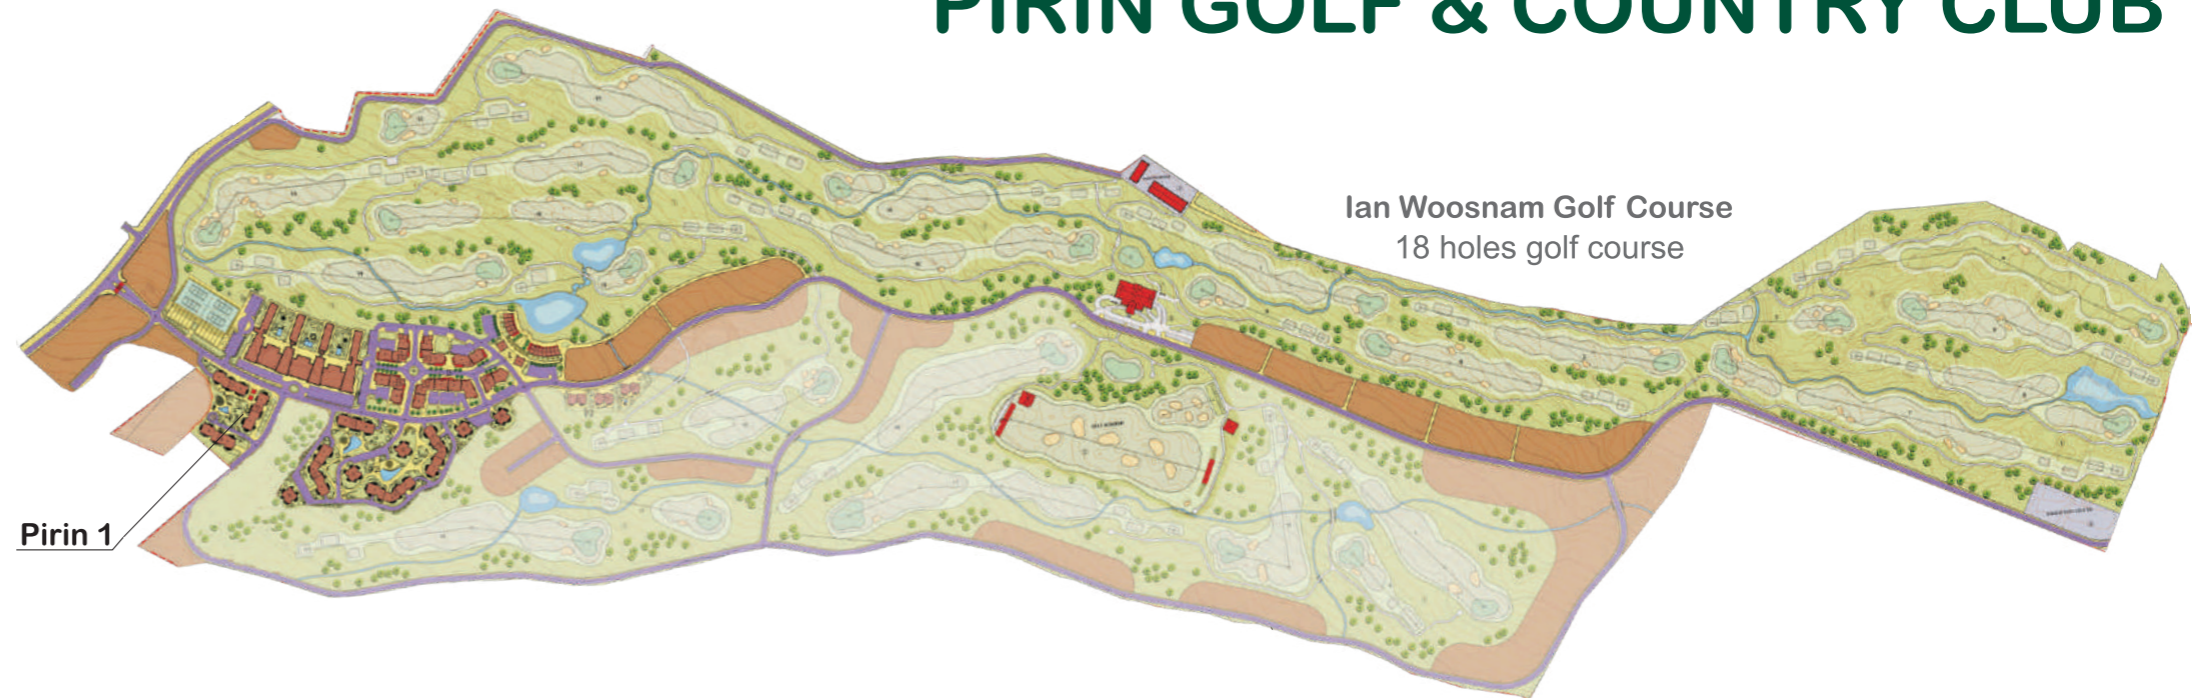 PIRIN GOLF & COUNTRY CLUB
Ian Woosnam Golf Course
18 holes golf course
Pirin 1